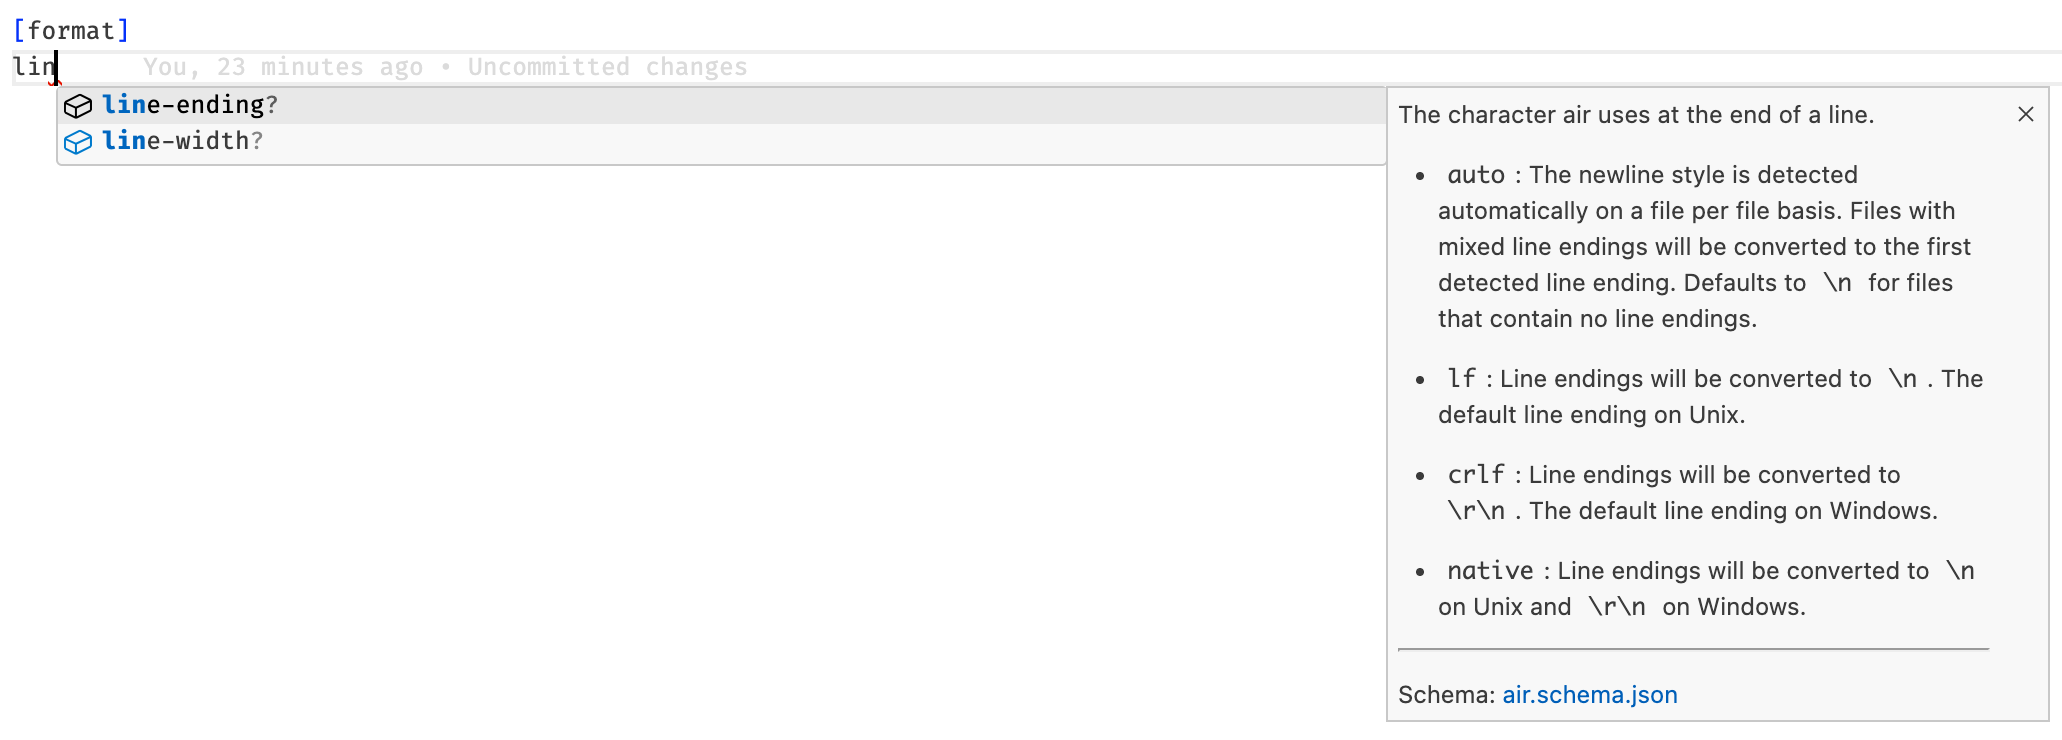 [format]
lin You, 23 minutes ago • Uncommitted changes
line-ending?
line-width?
The character air uses at the end of a line.
• auto : The newline style is detected
automatically on a file per file basis. Files with
mixed line endings will be converted to the first
detected line ending. Defaults to \n for files
that contain no line endings.
• lf : Line endings will be converted to \n . The
default line ending on Unix.
• crlf : Line endings will be converted to
\r\n . The default line ending on Windows.
• native : Line endings will be converted to \n
on Unix and \r\n on Windows.
Schema: air.schema.json